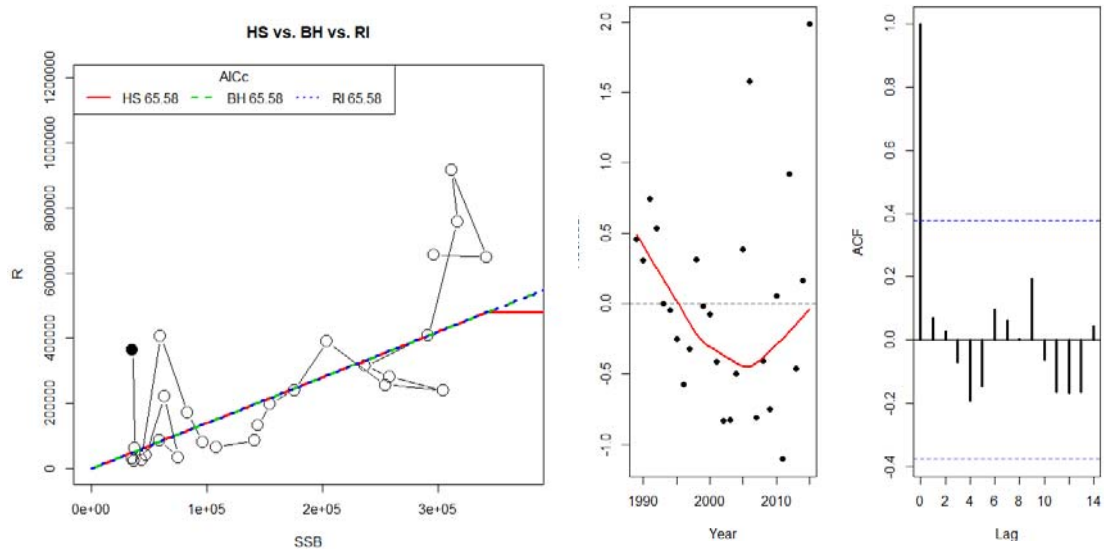 HS vs. BH vs. RI
AICc
HS 65.58 BH 65.58 RI 65.58
R
0 200000 400000 600000 800000 1000000 1200000
0e+00 1e+05 2e+05 3e+05
SSB
-1.0 -0.5 0.0 0.5 1.0 1.5 2.0
1990 2000 2010
Year
ACF
-0.4 -0.2 0.0 0.2 0.4 0.6 0.8 1.0
0 2 4 6 8 10 14
Lag